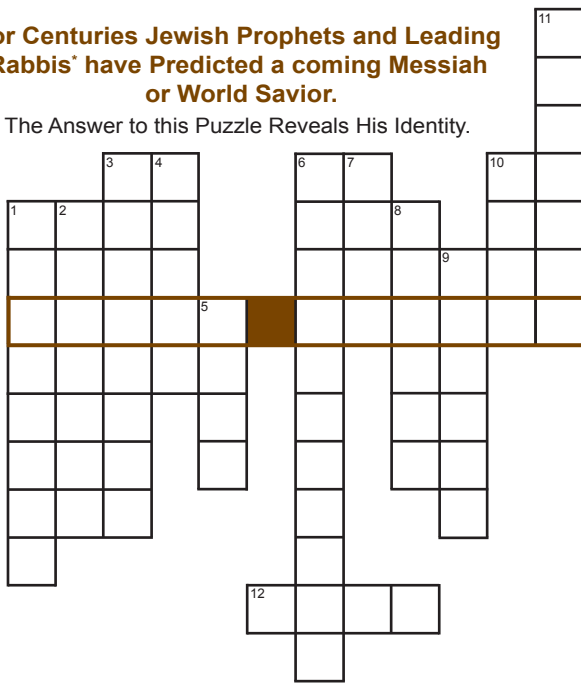 or Centuries Jewish Prophets and Leading
Rabbis* have Predicted a coming Messiah
or World Savior.
The Answer to this Puzzle Reveals His Identity.
11
3 4 6 7 10
1 2 8
9
5
12